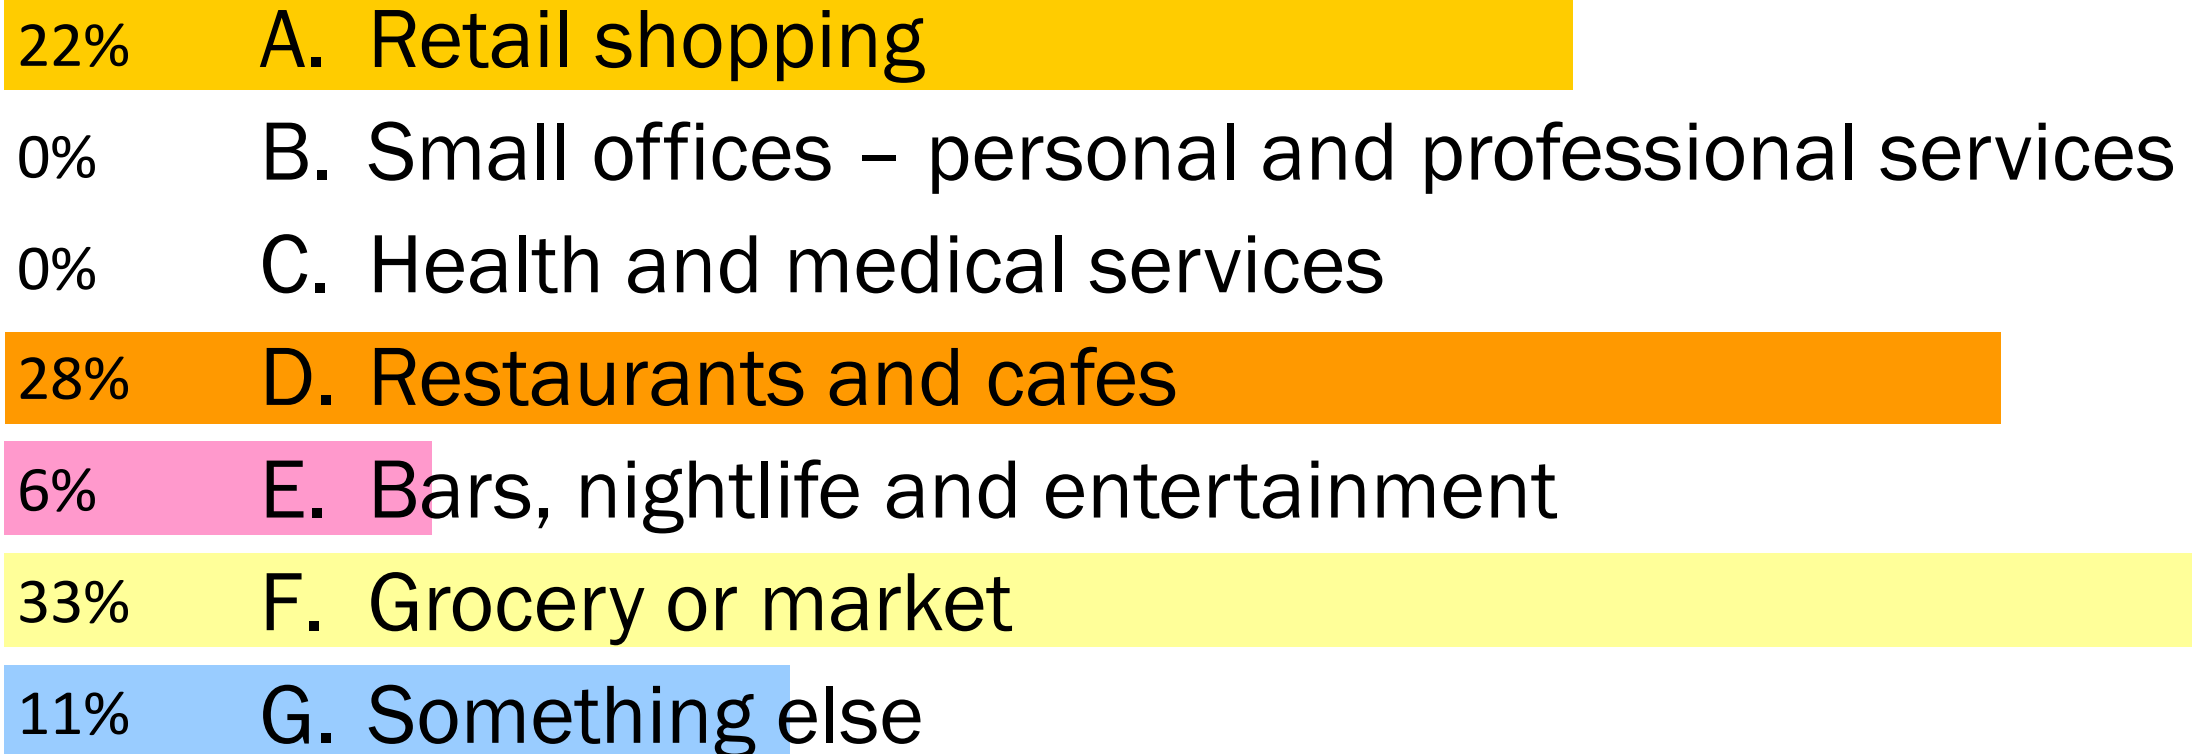 22% A. Retail shopping
0% B. Small offices – personal and professional services
0% C. Health and medical services
28% D. Restaurants and cafes
6% E. Bars, nightlife and entertainment
33% F. Grocery or market
11% G. Something else